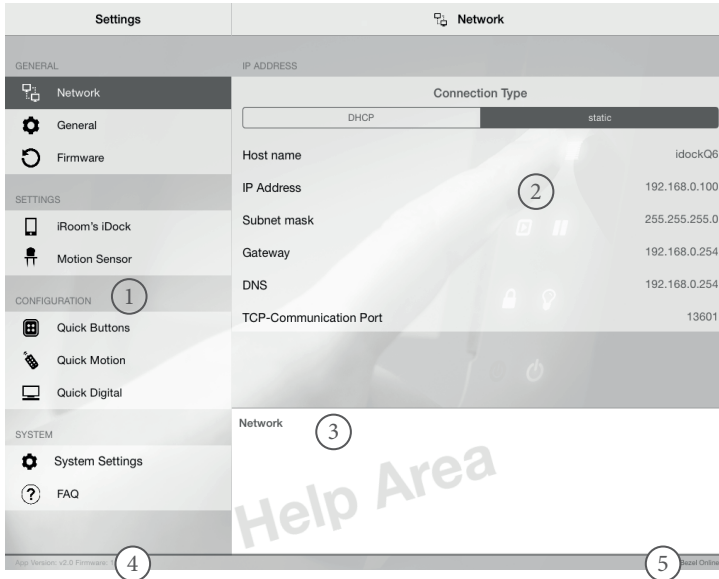 Settings
Network
GENERAL
Network
General
Firmware
SETTINGS
iRoom's iDock
Motion Sensor
CONFIGURATION
1
Quick Buttons
Quick Motion
Quick Digital
SYSTEM
System Settings
? FAQ
IP ADDRESS
Connection Type
DHCP static
Host name idockQ6
IP Address 192.168.0.100
2
Subnet mask 255.255.255.0
Gateway 192.168.0.254
DNS 192.168.0.254
TCP-Communication Port 13601
Network
3
Help Area
App Version: v2.0 Firmware:
4
5
Bezel Online